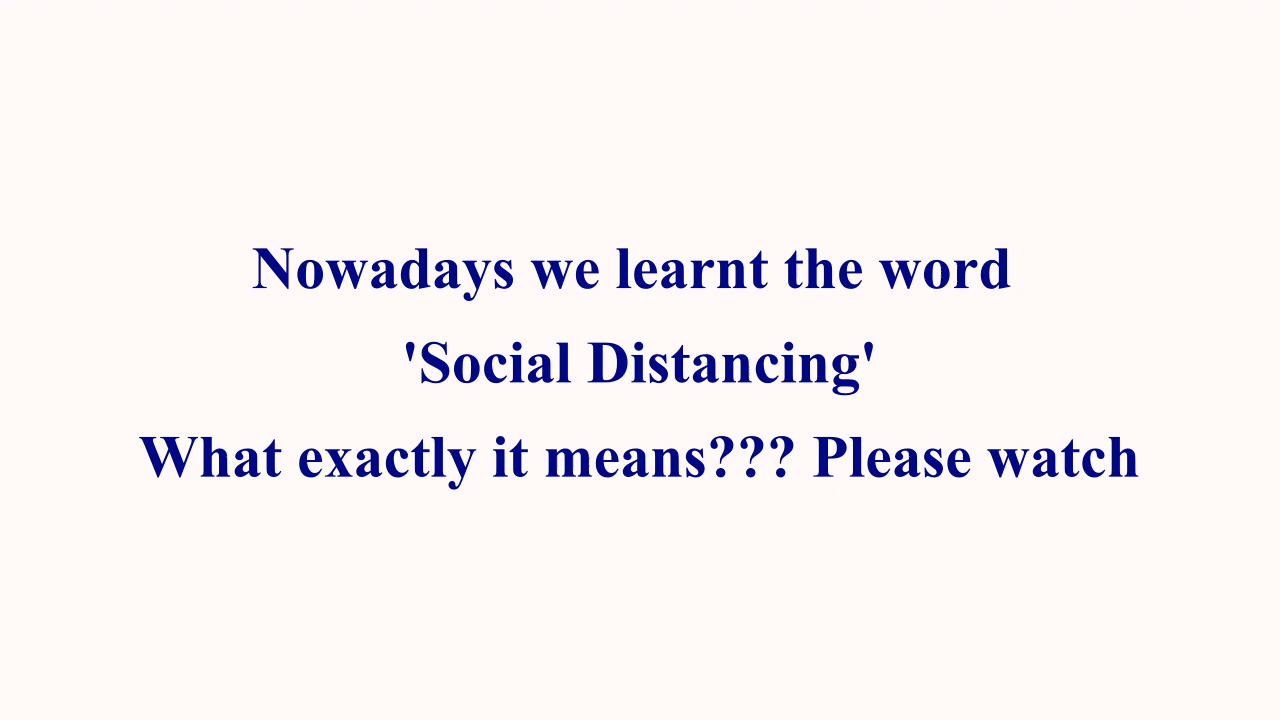 Nowadays we learnt the word
'Social Distancing'
What exactly it means??? Please watch